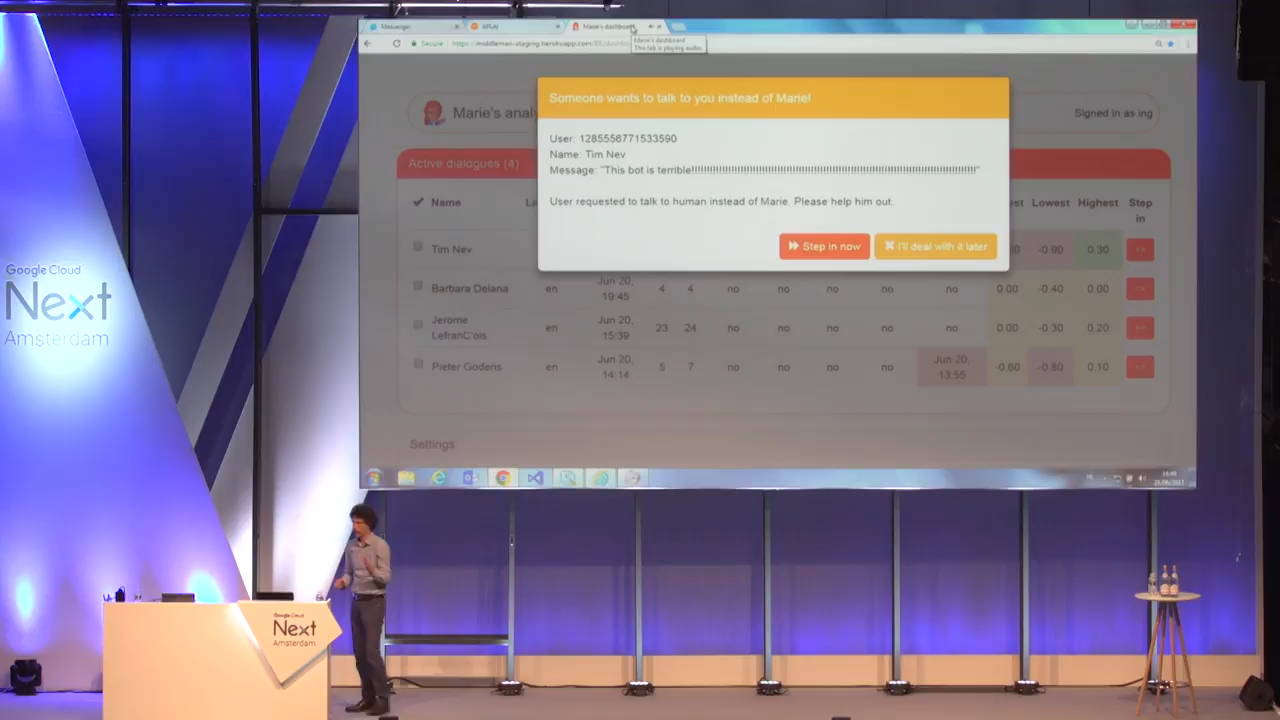 Messenger
API.AI
Marie's dashboard
Secure
https://middleman-staging.herokuapp.com
Marie's dashboard
This tab is playing audio
Someone wants to talk to you instead of Marie!
Marie's analy
Signed in as ing
User: 1285556771533590
Name: Tim Nev
Active dialogues (4)
Message: "This bot is terrible!!!!!!!!!!!!!!!!!!!!!!!!!!!!!!!!!!!!!!!!!!!!!!!!!!!!!!!!!!!!!!!!!!!!!!!!!!!!!!!!!!!!!!"
User requested to talk to human instead of Marie. Please help him out.
Name
Lowest Highest Step in
Step in now
I'll deal with it later
Tim Nev -0.90 0.30
Barbara Delana en Jun 20, 19:45 4 4 no no no no 0.00 -0.40 0.00
Jerome LefranC'ois en Jun 20, 15:39 23 24 no no no no 0.00 -0.30 0.20
Pieter Goderis en Jun 20, 14:14 5 7 no no no Jun 20, 13:55 -0.60 -0.80 0.10
Settings
Google Cloud
Next
Amsterdam
Google Cloud
Next
Amsterdam